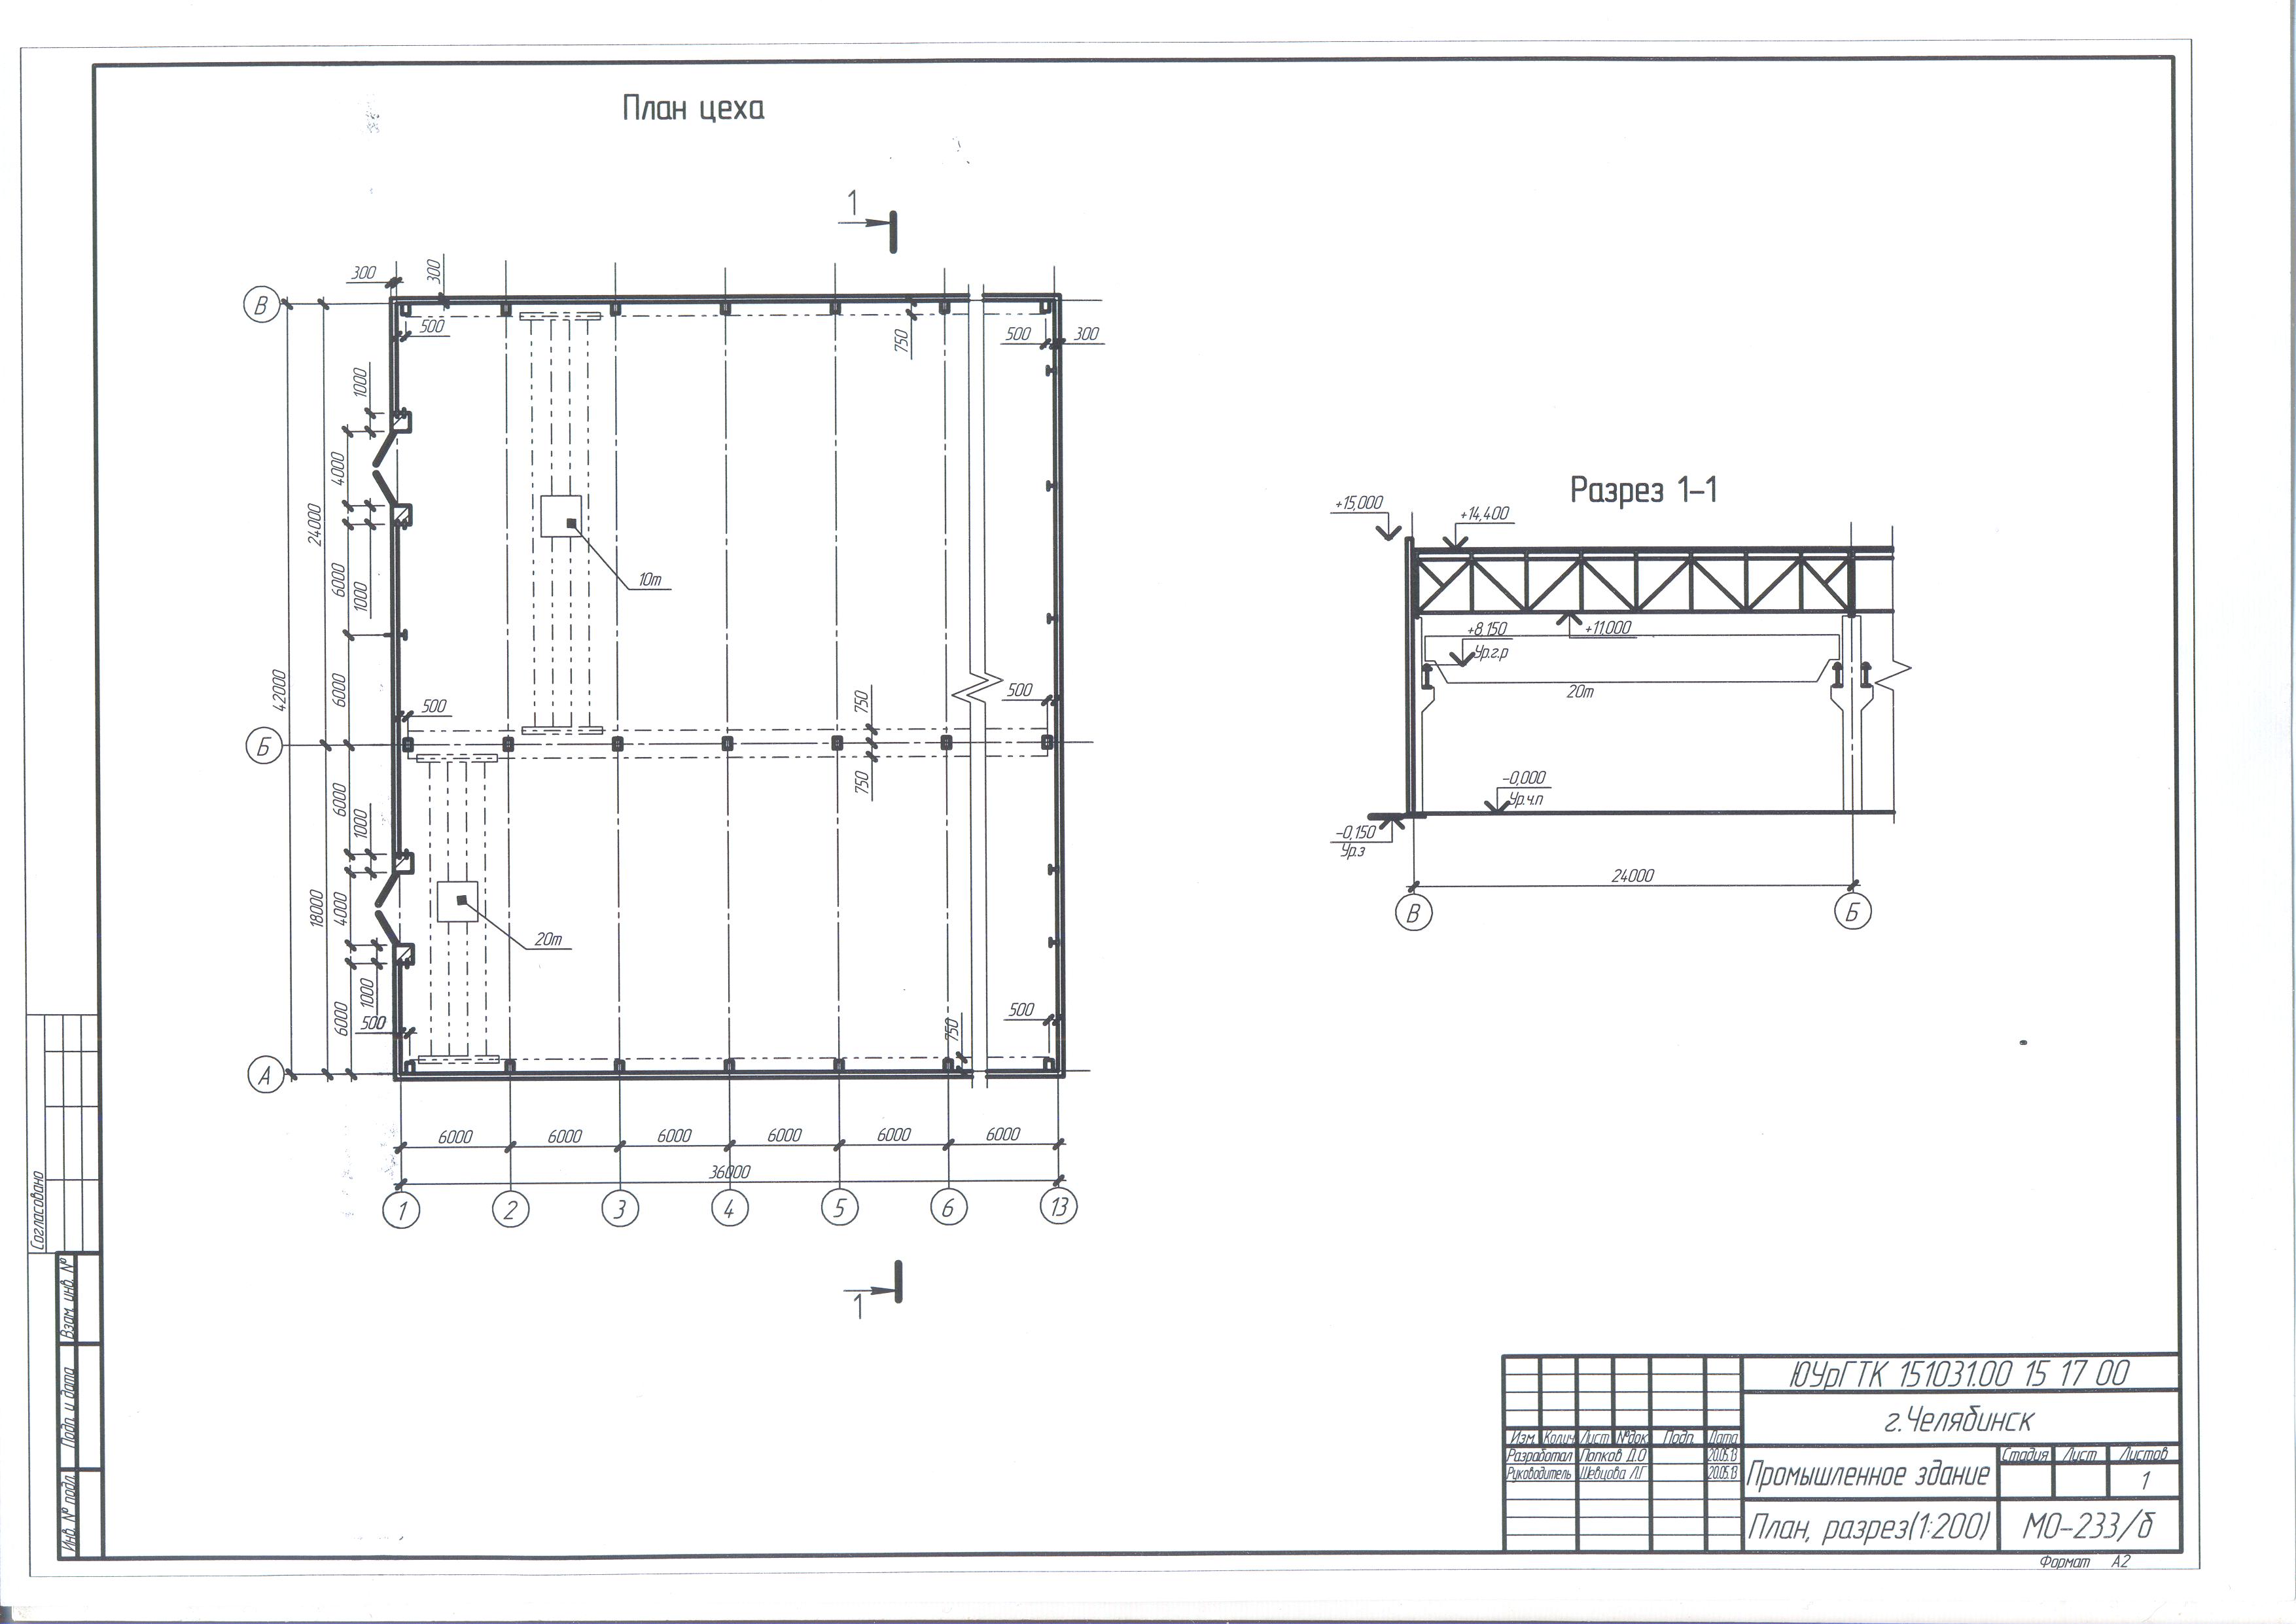 План цеха
1
300
300
В
500
750
500
300
1000
4000
24000
6000
1000
10т
42000
6000
500
750
500
Б
750
6000
1000
18000
4000
20т
1000
6000
500
750
500
А
6000
6000
6000
6000
6000
6000
36000
1
2
3
4
5
6
13
1
Разрез 1-1
+15,000
+14,400
+8.150
Ур.г.р
+11,000
20т
-0,000
Ур.ч.п
-0,150
Ур.з
24000
В
Б
Согласовано
Взам. инв. №
Подп. и дата
Инв. № подл.
ЮУрГТК 151031.00 15 17 00
г.Челябинск
Изм. Колич Лист №док Подп. Дата
Разработал Попков Д.О 20.05.13
Руководитель Шевцова Л.Г 20.05.13
Промышленное здание
Стадия Лист Листов
1
План, разрез(1:200)
МО-233/б
Формат А2